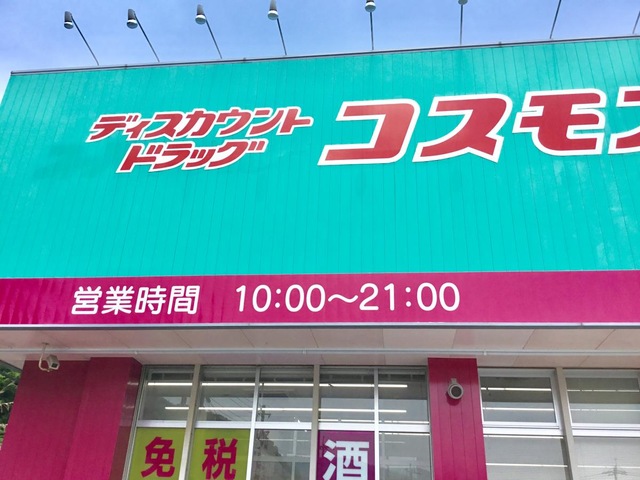 ディスカウント
ドラッグ
コスモス
営業時間 10:00〜21:00
免税
酒